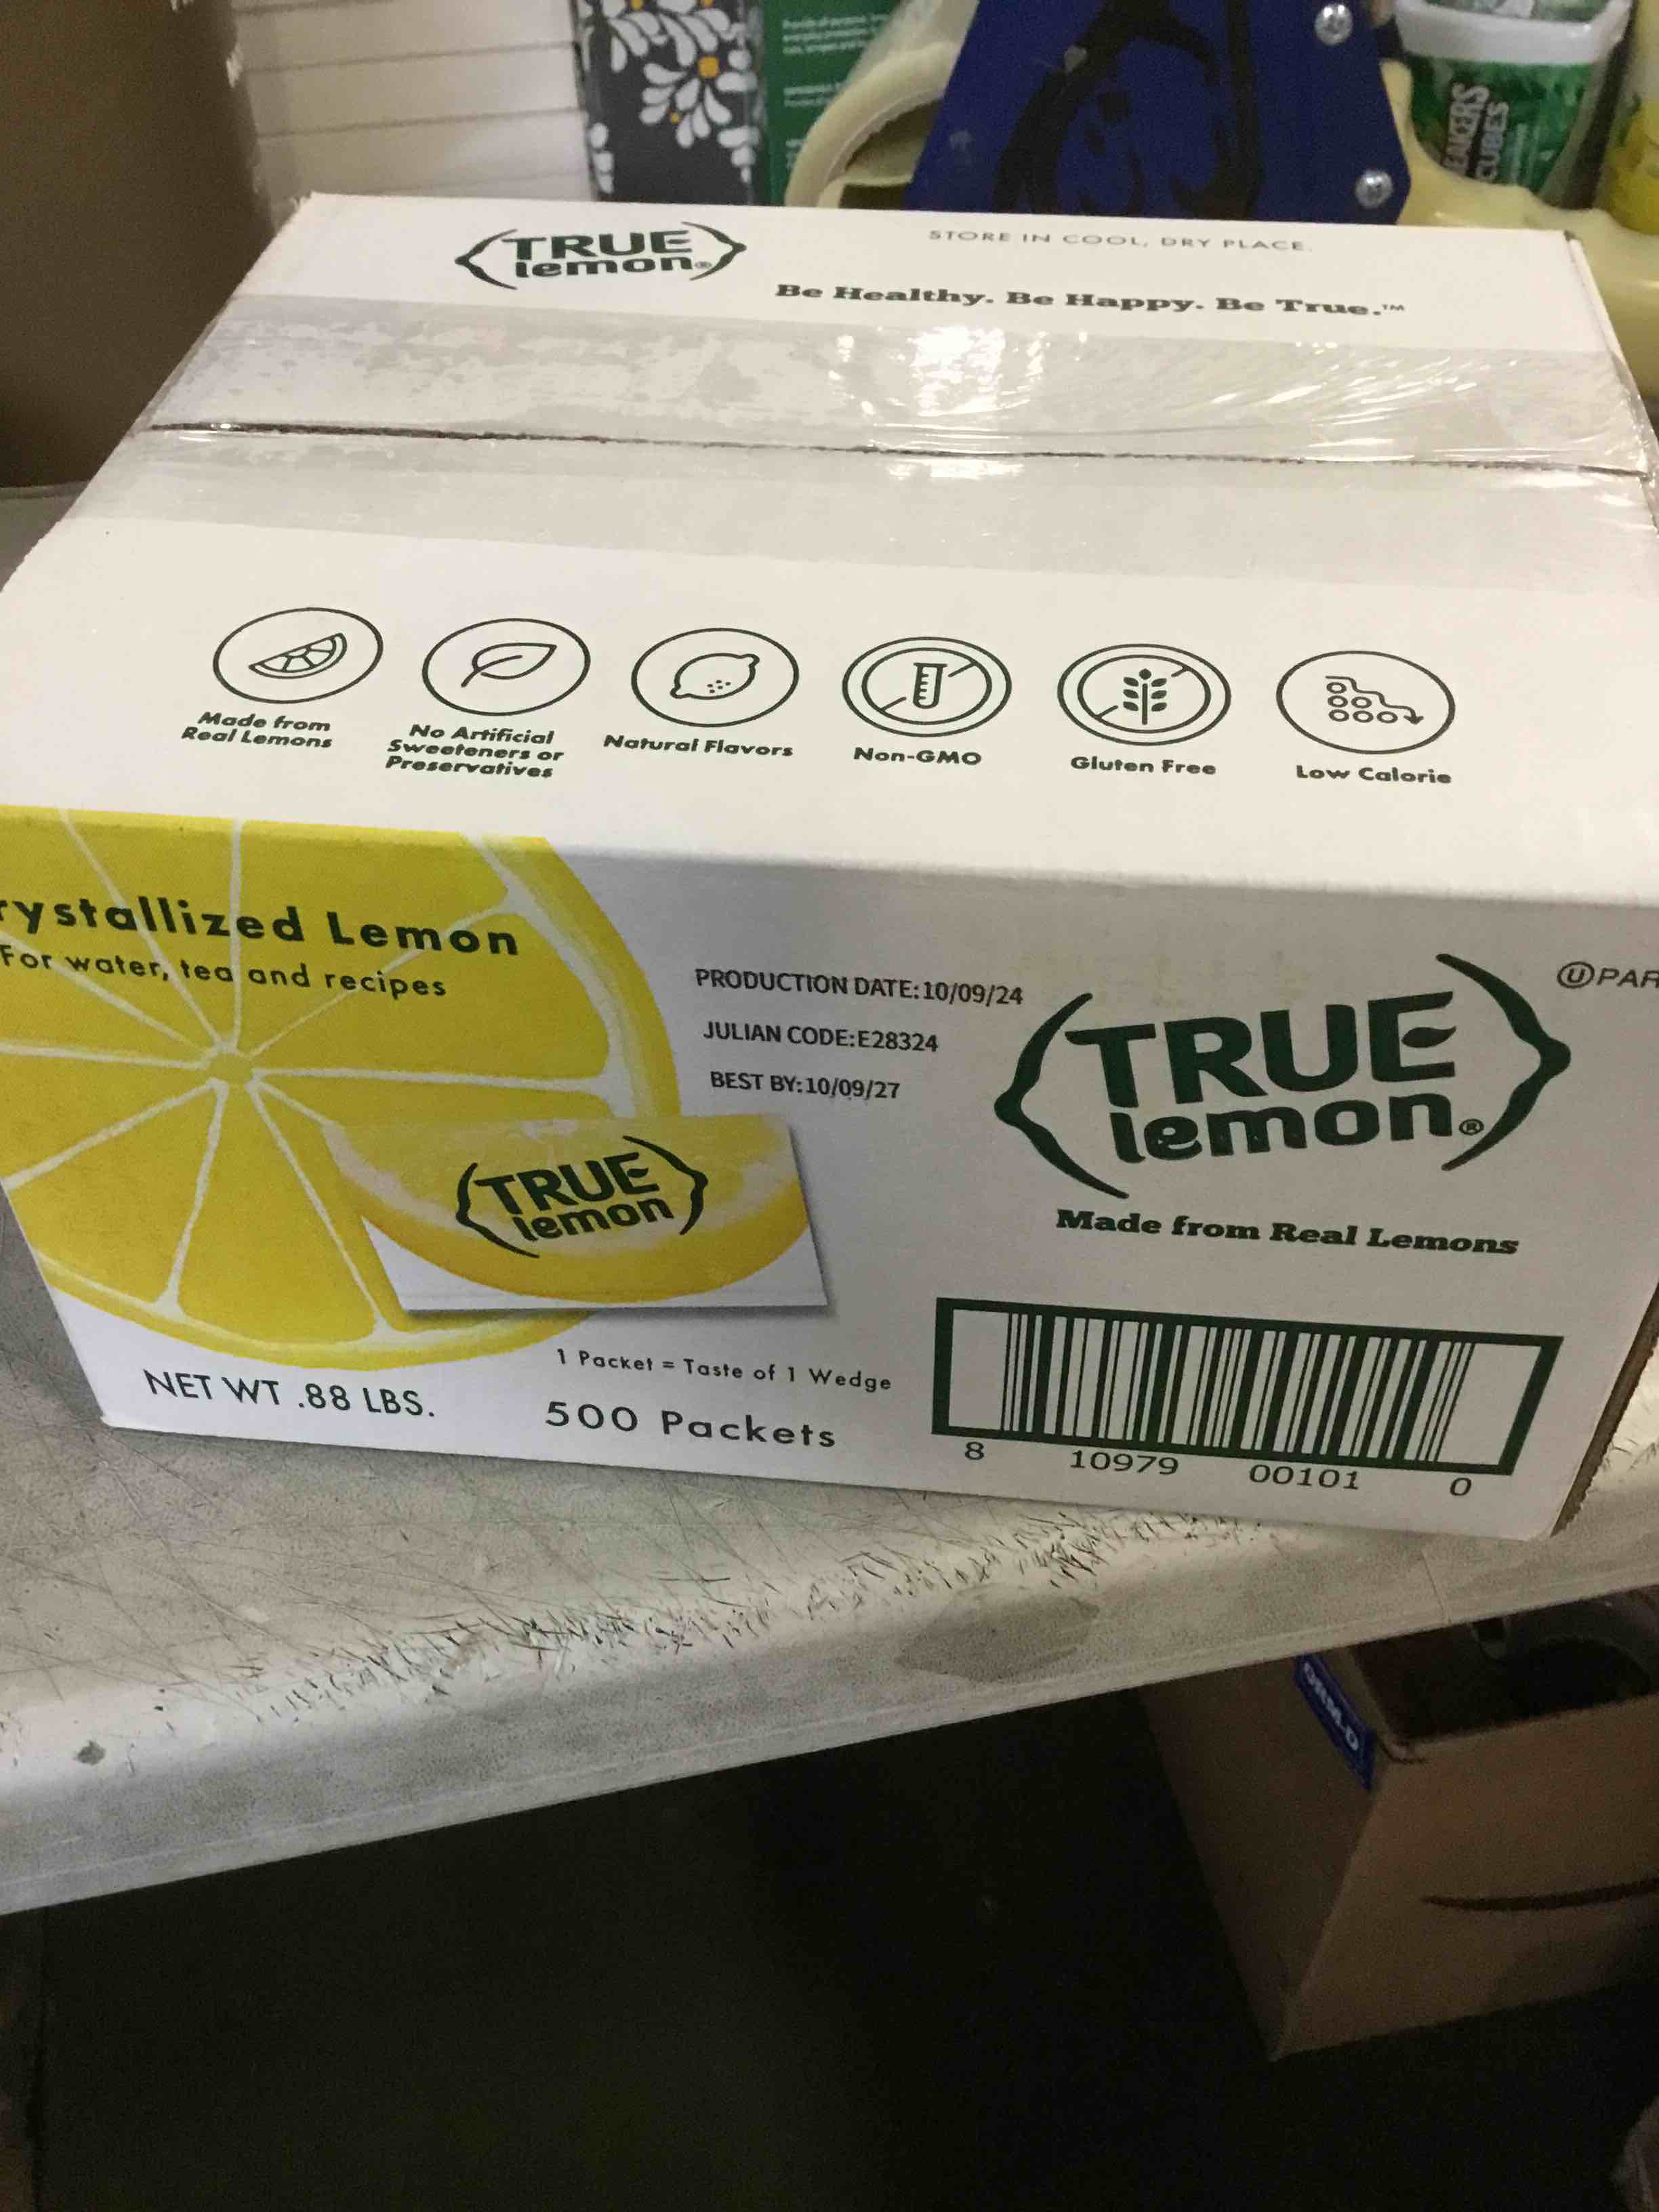 TRUE
lemon®
STORE IN COOL, DRY PLACE.
Be Healthy. Be Happy. Be True.™
Made from
Real Lemons
No Artificial
Sweeteners or
Preservatives
Natural Flavors
Non-GMO
Gluten Free
Low Calorie
rystallized Lemon
For water, tea and recipes
PRODUCTION DATE:10/09/24
JULIAN CODE:E28324
BEST BY:10/09/27
TRUE
lemon
TRUE
lemon®
Made from Real Lemons
ⓊPAR
NET WT .88 LBS.
1 Packet = Taste of 1 Wedge
500 Packets
8 10979 00101 0
CUBES